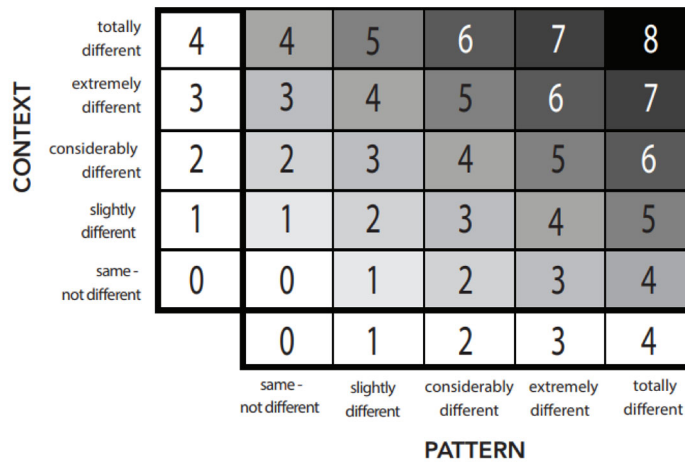 totally
different
4 4 5 6 7 8
extremely
different
3 3 4 5 6 7
CONTEXT
considerably
different
2 2 3 4 5 6
slightly
different
1 1 2 3 4 5
same -
not different
0 0 1 2 3 4
0 1 2 3 4
same -
not different
slightly
different
considerably
different
extremely
different
totally
different
PATTERN